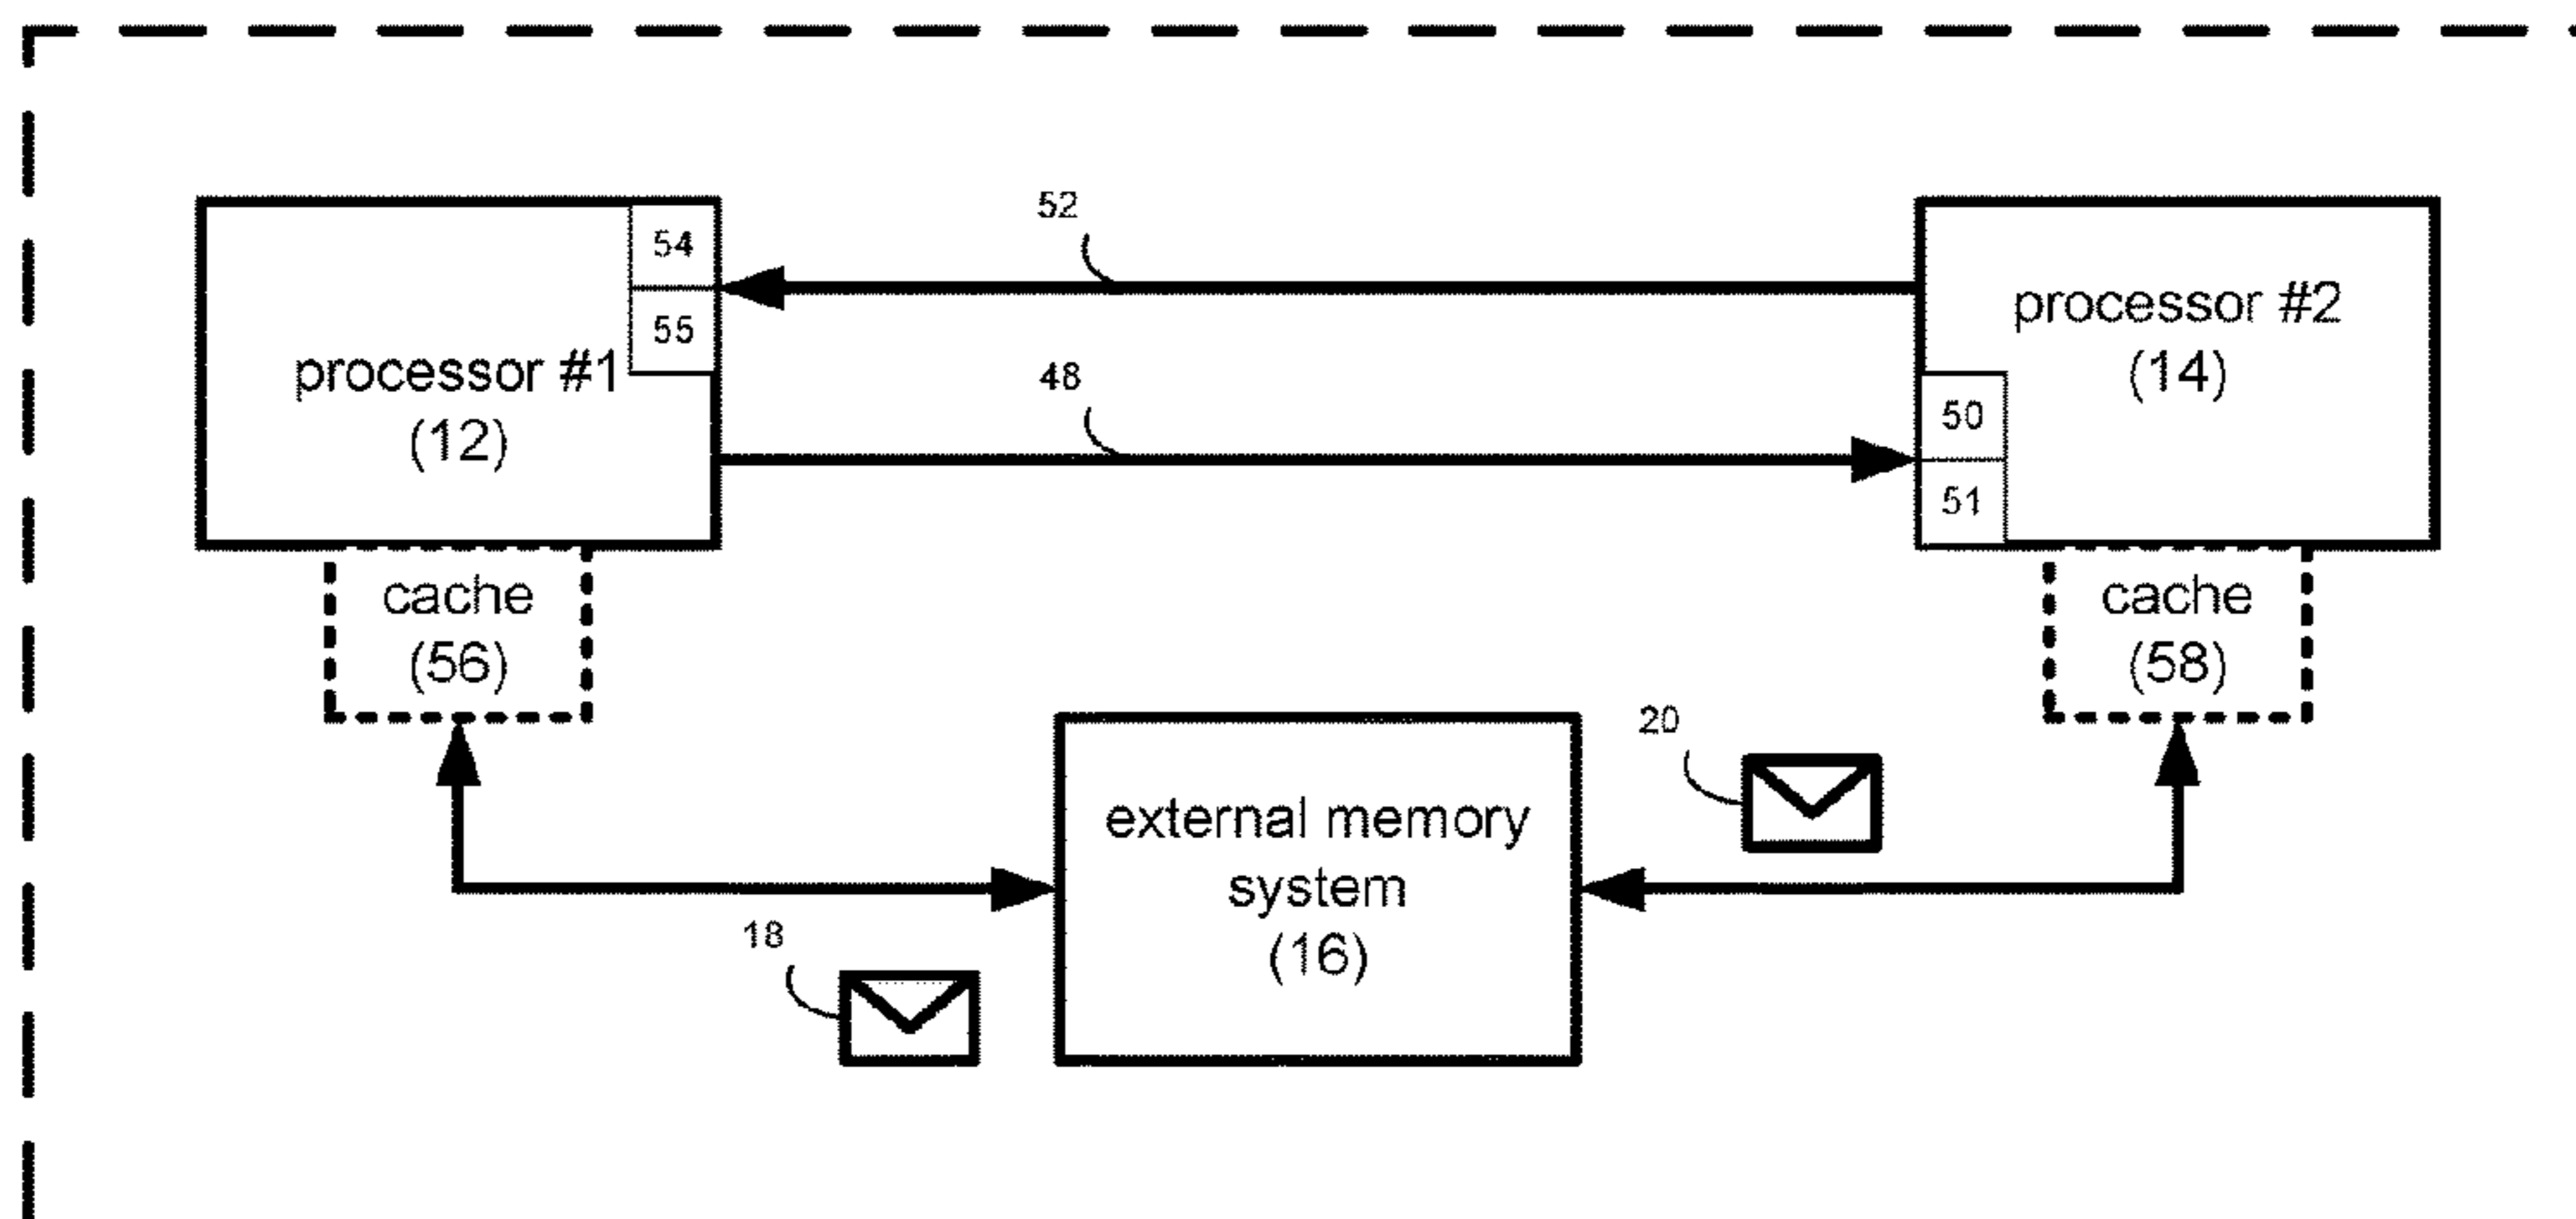 52
54
55
processor #1
(12)
processor #2
(14)
48
50
51
cache
(56)
cache
(58)
20
external memory
system
(16)
18